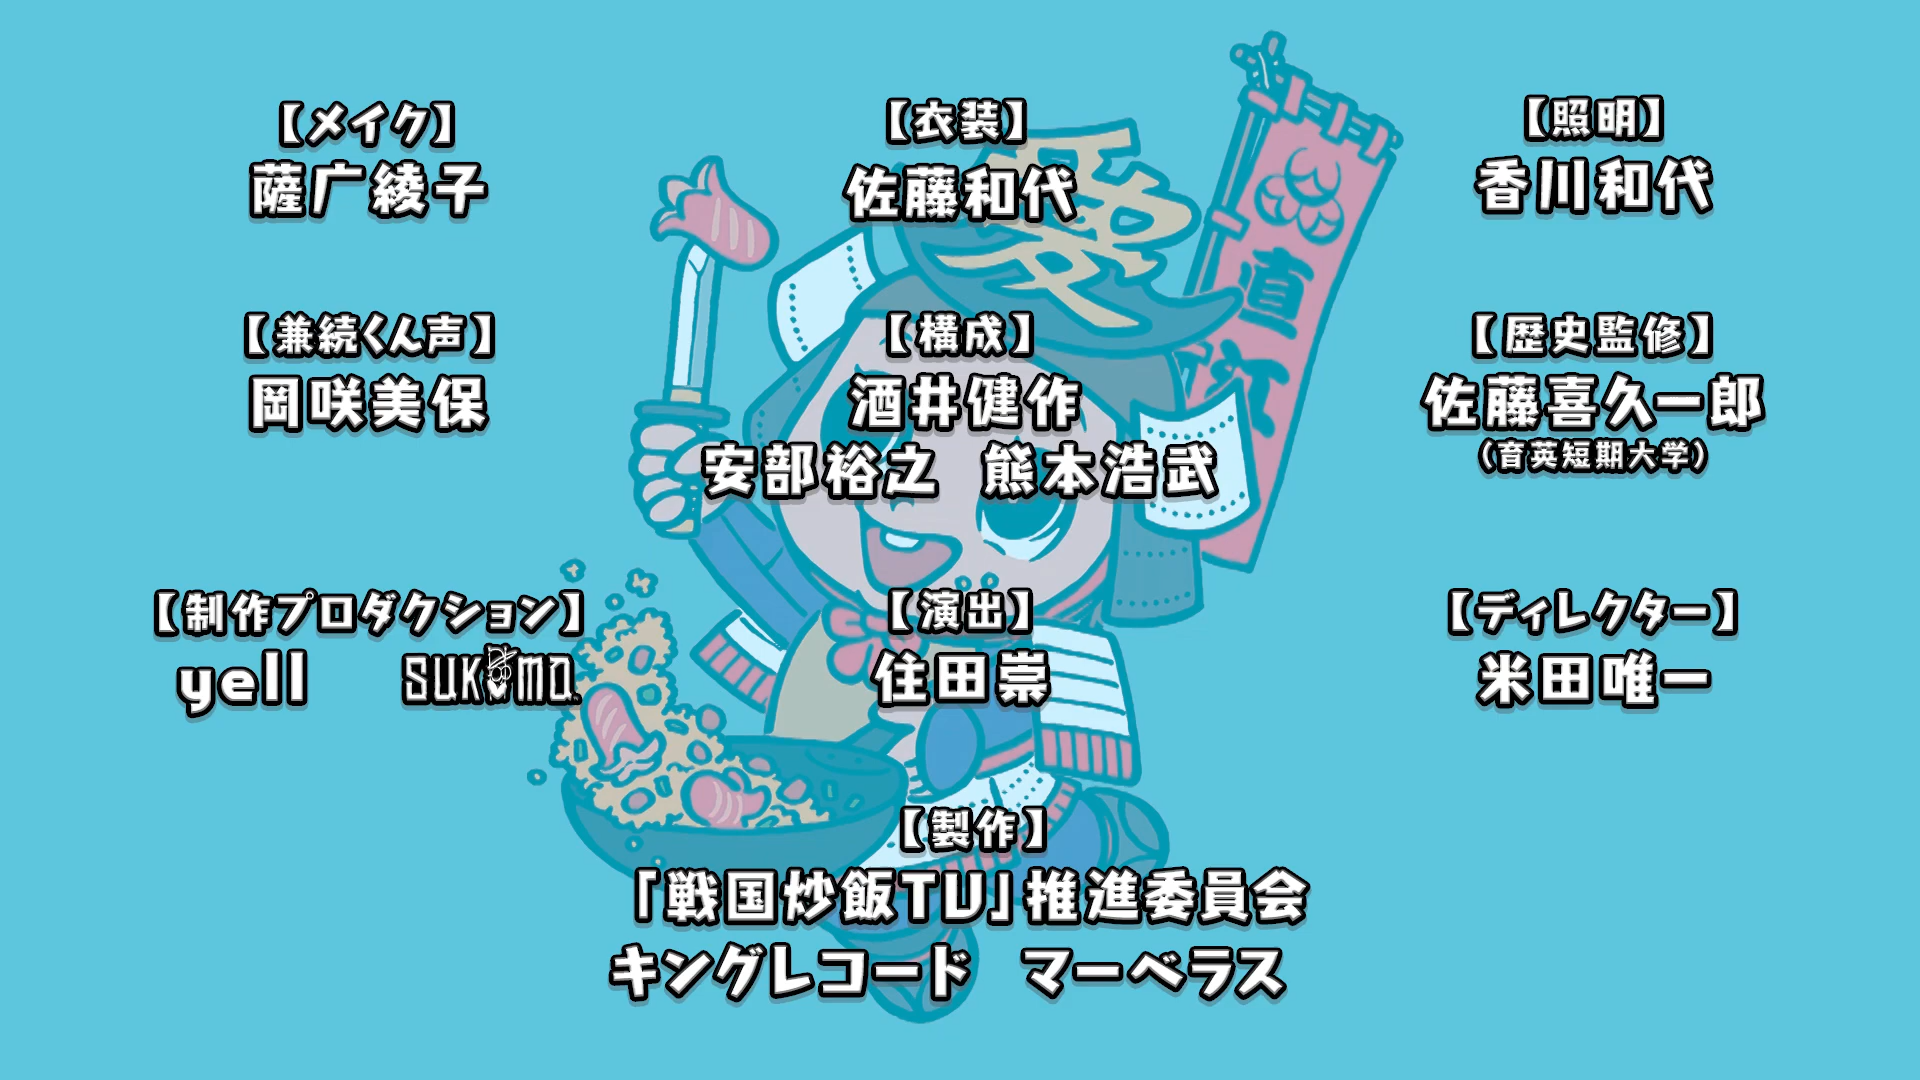 【メイク】
薩广綾子
【衣装】
佐藤和代
【照明】
香川和代
【兼続くん声】
岡咲美保
【構成】
酒井健作
安部裕之 熊本浩武
【歴史監修】
佐藤喜久一郎
（育英短期大学）
【制作プロダクション】
yell sukima.
【演出】
住田崇
【ディレクター】
米田唯一
【製作】
「戦国炒飯TV」推進委員会
キングレコード マーベラス
愛
直江